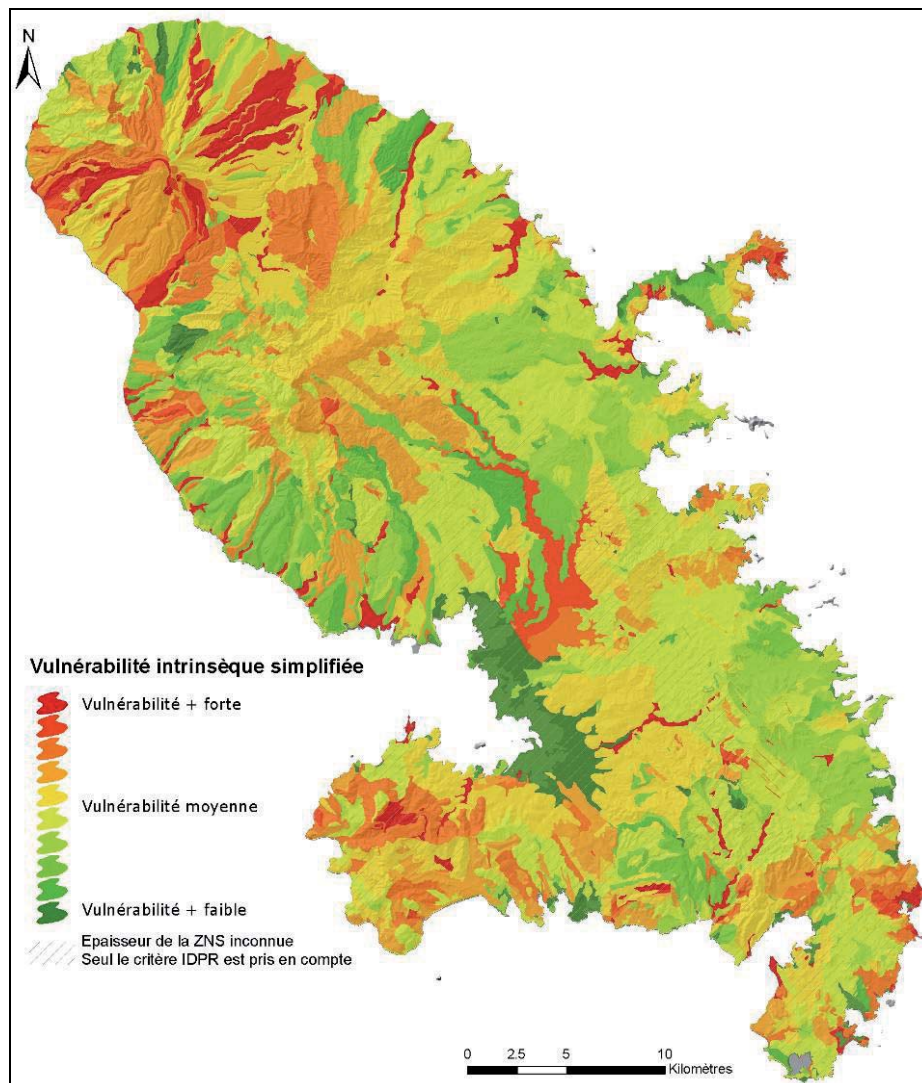 N
Vulnérabilité intrinsèque simplifiée
Vulnérabilité + forte
Vulnérabilité moyenne
Vulnérabilité + faible
Epaisseur de la ZNS inconnue
Seul le critère IDPR est pris en compte
0 2.5 5 10
Kilomètres